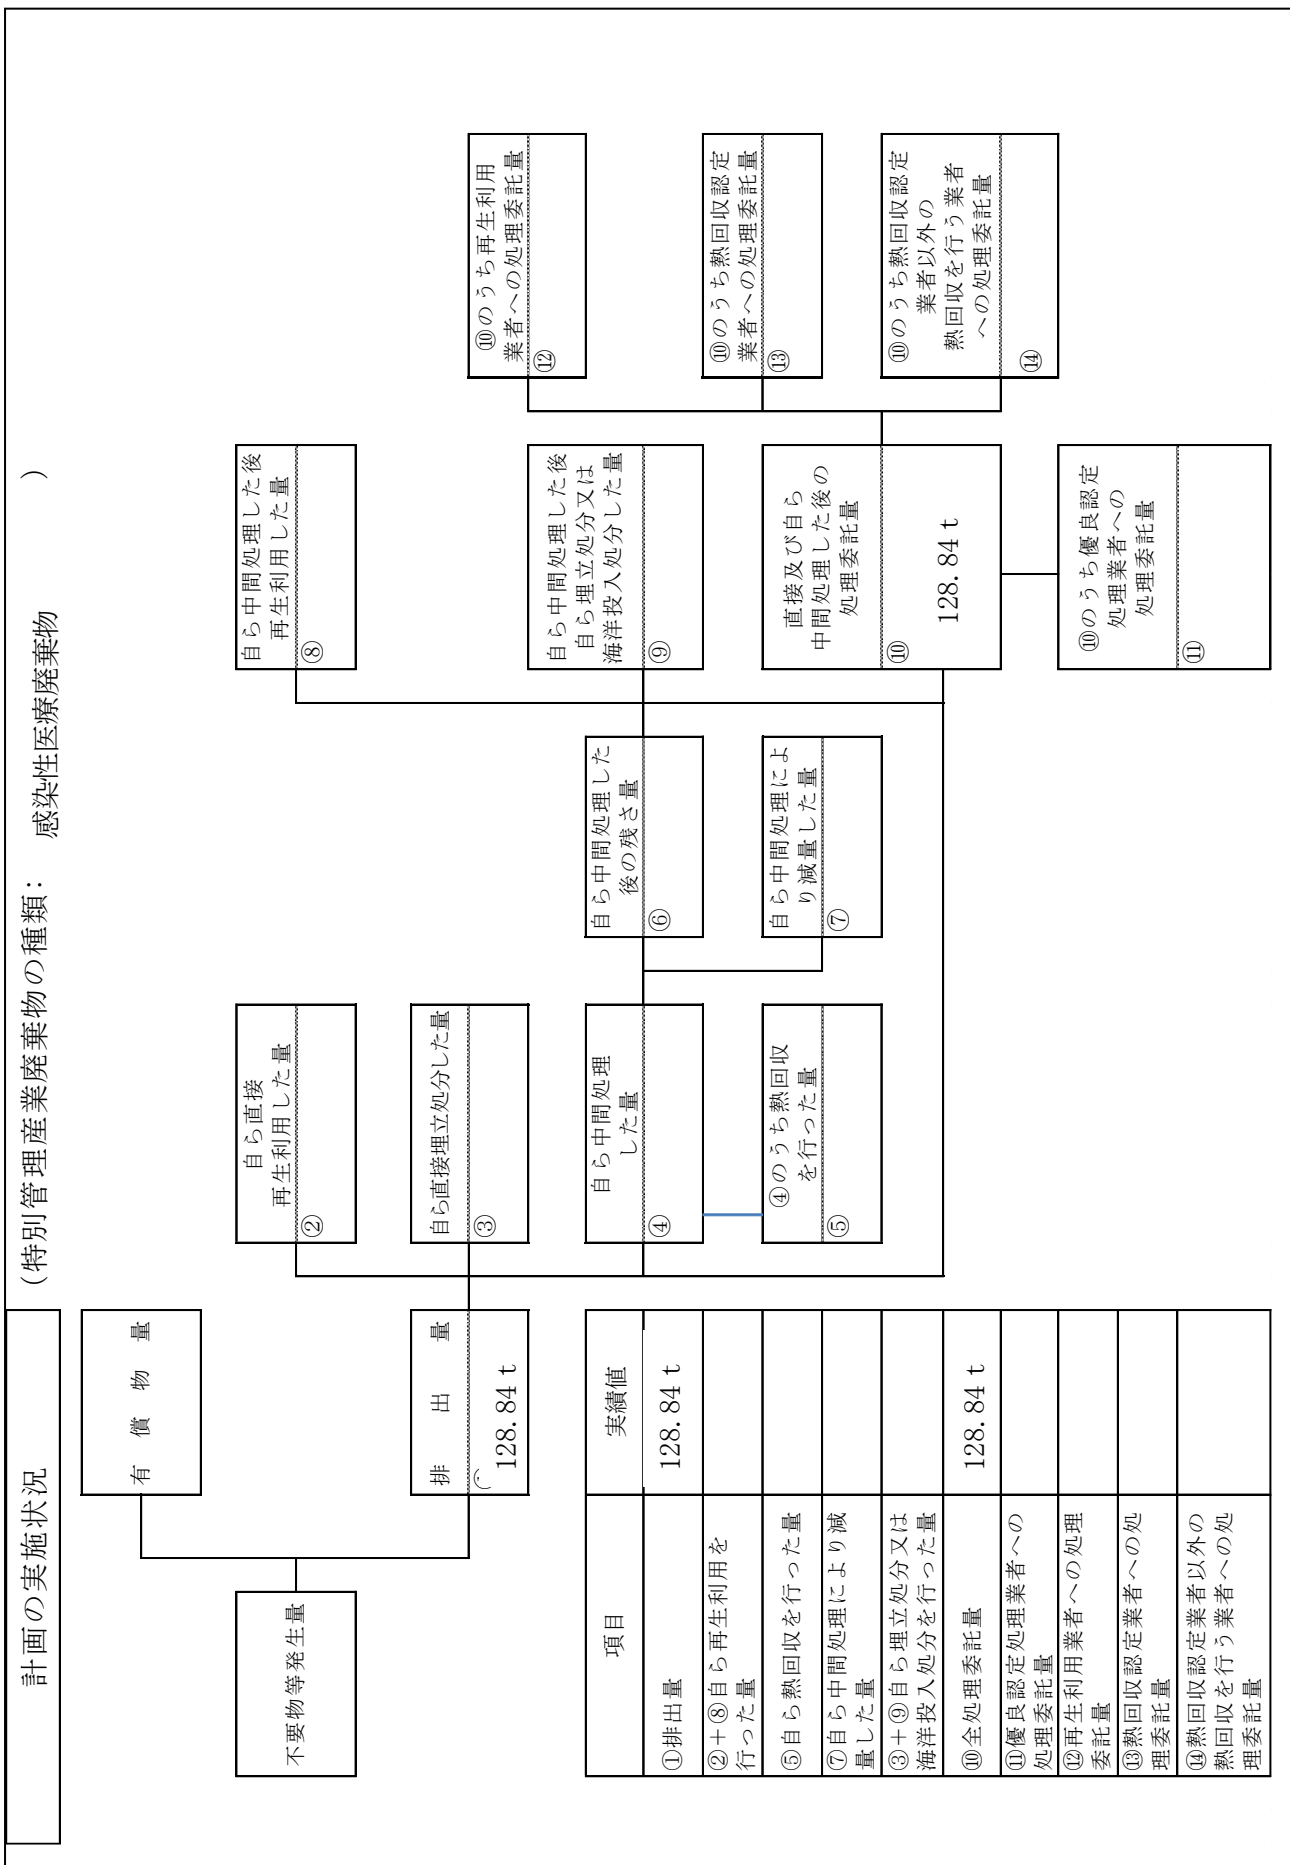 計画の実施状況
（特別管理産業廃棄物の種類：　感染性医療廃棄物　）
不要物等発生量
有償物量
排出量
128.84 t
自ら直接
再生利用した量
②
自ら直接埋立処分した量
③
自ら中間処理
した量
④
④のうち熱回収
を行った量
⑤
自ら中間処理した
後の残さ量
⑥
自ら中間処理によ
り減量した量
⑦
自ら中間処理した後
再生利用した量
⑧
自ら中間処理した後
自ら埋立処分又は
海洋投入処分した量
⑨
直接及び自ら
中間処理した後の
処理委託量
⑩
128.84 t
⑩のうち優良認定
処理業者への
処理委託量
⑪
⑩のうち再生利用
業者への処理委託量
⑫
⑩のうち熱回収認定
業者への処理委託量
⑬
⑩のうち熱回収認定
業者以外の
熱回収を行う業者
への処理委託量
⑭
項目　実績値
①排出量　128.84 t
②＋⑧自ら再生利用を
行った量
⑤自ら熱回収を行った量
⑦自ら中間処理により減
量した量
③＋⑨自ら埋立処分又は
海洋投入処分を行った量
⑩全処理委託量　128.84 t
⑪優良認定処理業者への
処理委託量
⑫再生利用業者への処理
委託量
⑬熱回収認定業者への処
理委託量
⑭熱回収認定業者以外の
熱回収を行う業者への処
理委託量